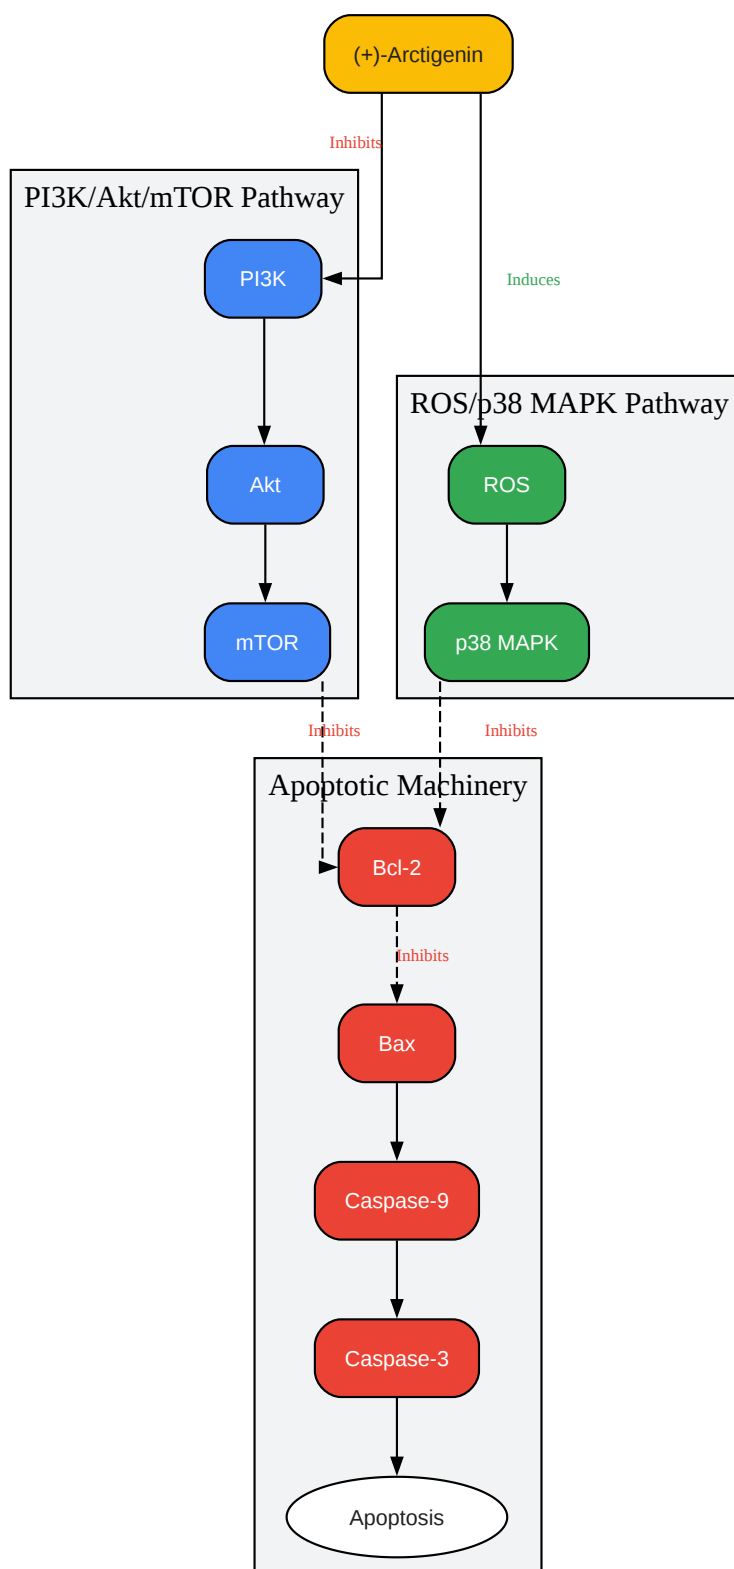 (+)-Arctigenin
Inhibits
PI3K/Akt/mTOR Pathway
PI3K
Induces
ROS/p38 MAPK Pathway
Akt
ROS
mTOR
p38 MAPK
Inhibits
Inhibits
Apoptotic Machinery
Bcl-2
Inhibits
Bax
Caspase-9
Caspase-3
Apoptosis